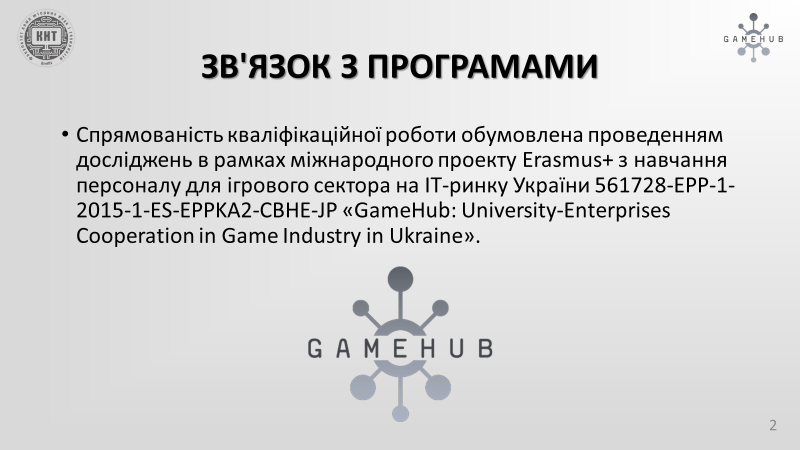 КНТ
GAMEHUB
ЗВ'ЯЗОК З ПРОГРАМАМИ
• Спрямованість кваліфікаційної роботи обумовлена проведенням
досліджень в рамках міжнародного проекту Erasmus+ з навчання
персоналу для ігрового сектора на ІТ-ринку України 561728-EPP-1-
2015-1-ES-EPPKA2-CBHE-JP «GameHub: University-Enterprises
Cooperation in Game Industry in Ukraine».
GAMEHUB
2